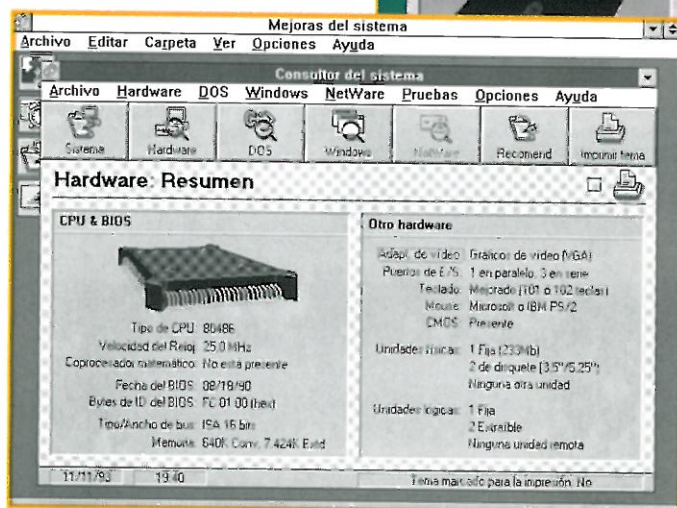 Mejoras del sistema
Archivo Editar Carpeta Ver Opciones Ayuda
Consultor del sistema
Archivo Hardware DOS Windows NetWare Pruebas Opciones Ayuda
Sistema Hardware DOS Windows NetWare Recomend Imprimir tema
Hardware: Resumen
CPU & BIOS
Tipo de CPU: 80486
Velocidad del Reloj: 25.0 MHz
Coprocesador matemático: No está presente
Fecha del BIOS: 08/18/90
Bytes de ID del BIOS: FC 01 00 (hex)
Tipo/Ancho de bus: ISA 16 bits
Memoria: 640K Conv, 7.424K Extd
Otro hardware
Adapt. de vídeo: Gráficos de vídeo (VGA)
Puertos de E/S: 1 en paralelo, 3 en serie
Teclado: Mejorado (101 o 102 teclas)
Mouse: Microsoft o IBM PS/2
CMOS: Presente
Unidades físicas: 1 Fija (233Mb)
2 de disquete (3.5"/5.25")
Ninguna otra unidad
Unidades lógicas: 1 Fija
2 Extraíble
Ninguna unidad remota
11/11/93 19:40 Tema marcado para la impresión: No